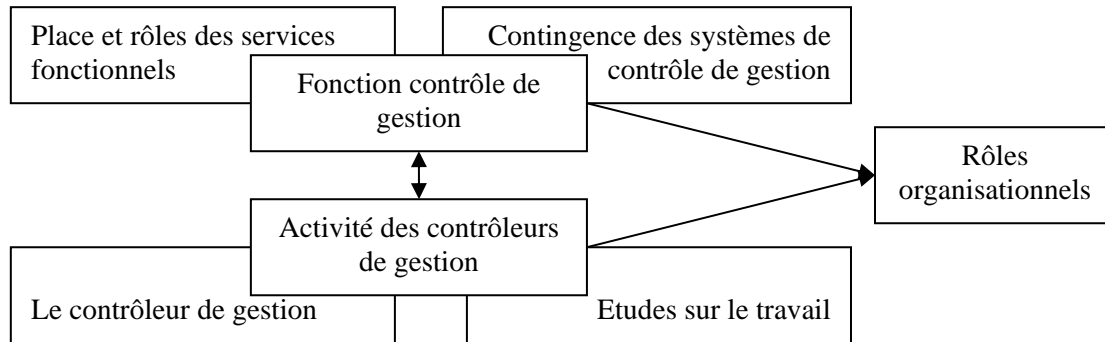 Place et rôles des services
fonctionnels
Contingence des systèmes de
contrôle de gestion
Fonction contrôle de
gestion
Rôles
organisationnels
Activité des contrôleurs
de gestion
Le contrôleur de gestion
Etudes sur le travail